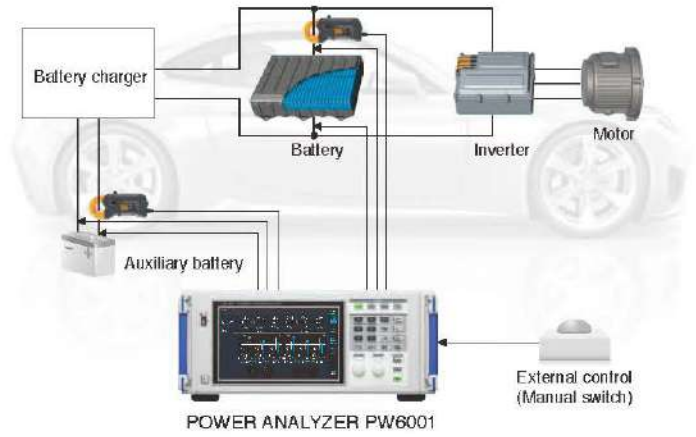 Battery charger
Battery
Inverter
Motor
Auxiliary battery
External control
(Manual switch)
POWER ANALYZER PW6001